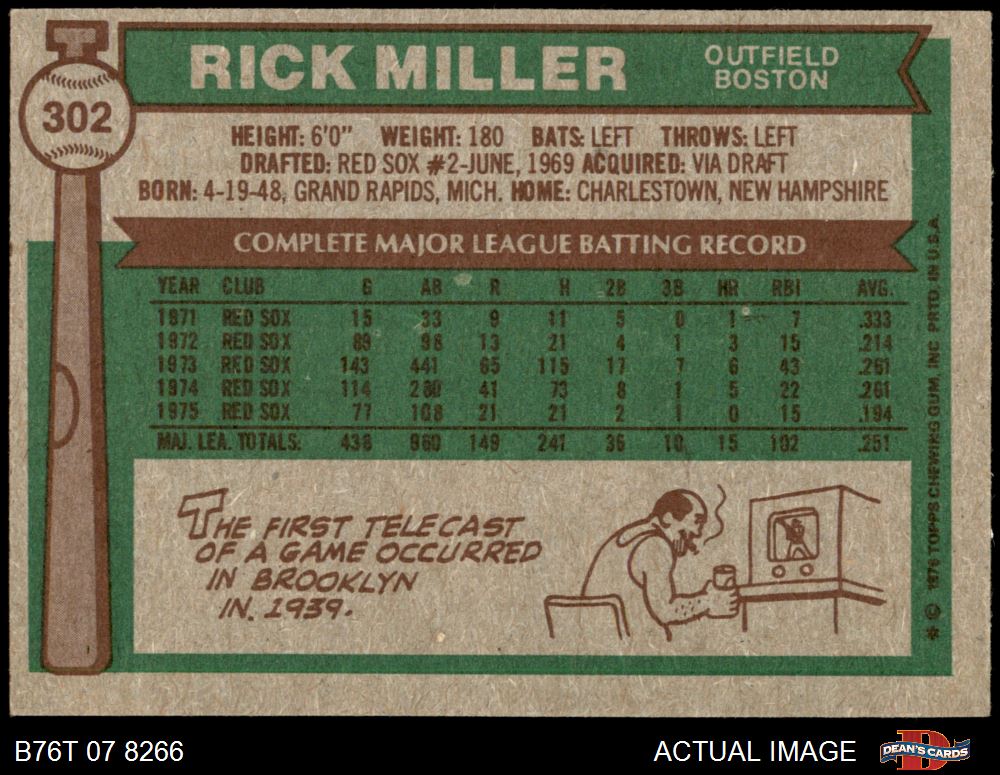 302
RICK MILLER
OUTFIELD
BOSTON
HEIGHT: 6'0" WEIGHT: 180 BATS: LEFT THROWS: LEFT
DRAFTED: RED SOX #2-JUNE, 1969 ACQUIRED: VIA DRAFT
BORN: 4-19-48, GRAND RAPIDS, MICH. HOME: CHARLESTOWN, NEW HAMPSHIRE
COMPLETE MAJOR LEAGUE BATTING RECORD
YEAR CLUB G AB R H 2B 3B HR RBI AVG.
1971 RED SOX 15 33 9 11 5 0 1 7 .333
1972 RED SOX 89 98 13 21 4 1 3 15 .214
1973 RED SOX 143 441 65 115 17 7 6 43 .261
1974 RED SOX 114 280 41 73 8 1 5 22 .261
1975 RED SOX 77 108 21 21 2 1 0 15 .194
MAJ. LEA. TOTALS: 438 960 149 241 36 10 15 102 .251
THE FIRST TELECAST
OF A GAME OCCURRED
IN BROOKLYN
IN. 1939.
* © 1976 TOPPS CHEWING GUM, INC PRTD. IN U.S.A.
B76T 07 8266
ACTUAL IMAGE
D
DEAN'S CARDS